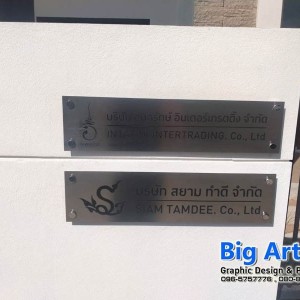 อินเตอร์เทรดดิ้ง จำกัด
INTERTRADING. Co., Ltd.
บริษัท สยาม ทำดี จำกัด
SIAM TAMDEE. Co., Ltd.
Big Art
Graphic Design &